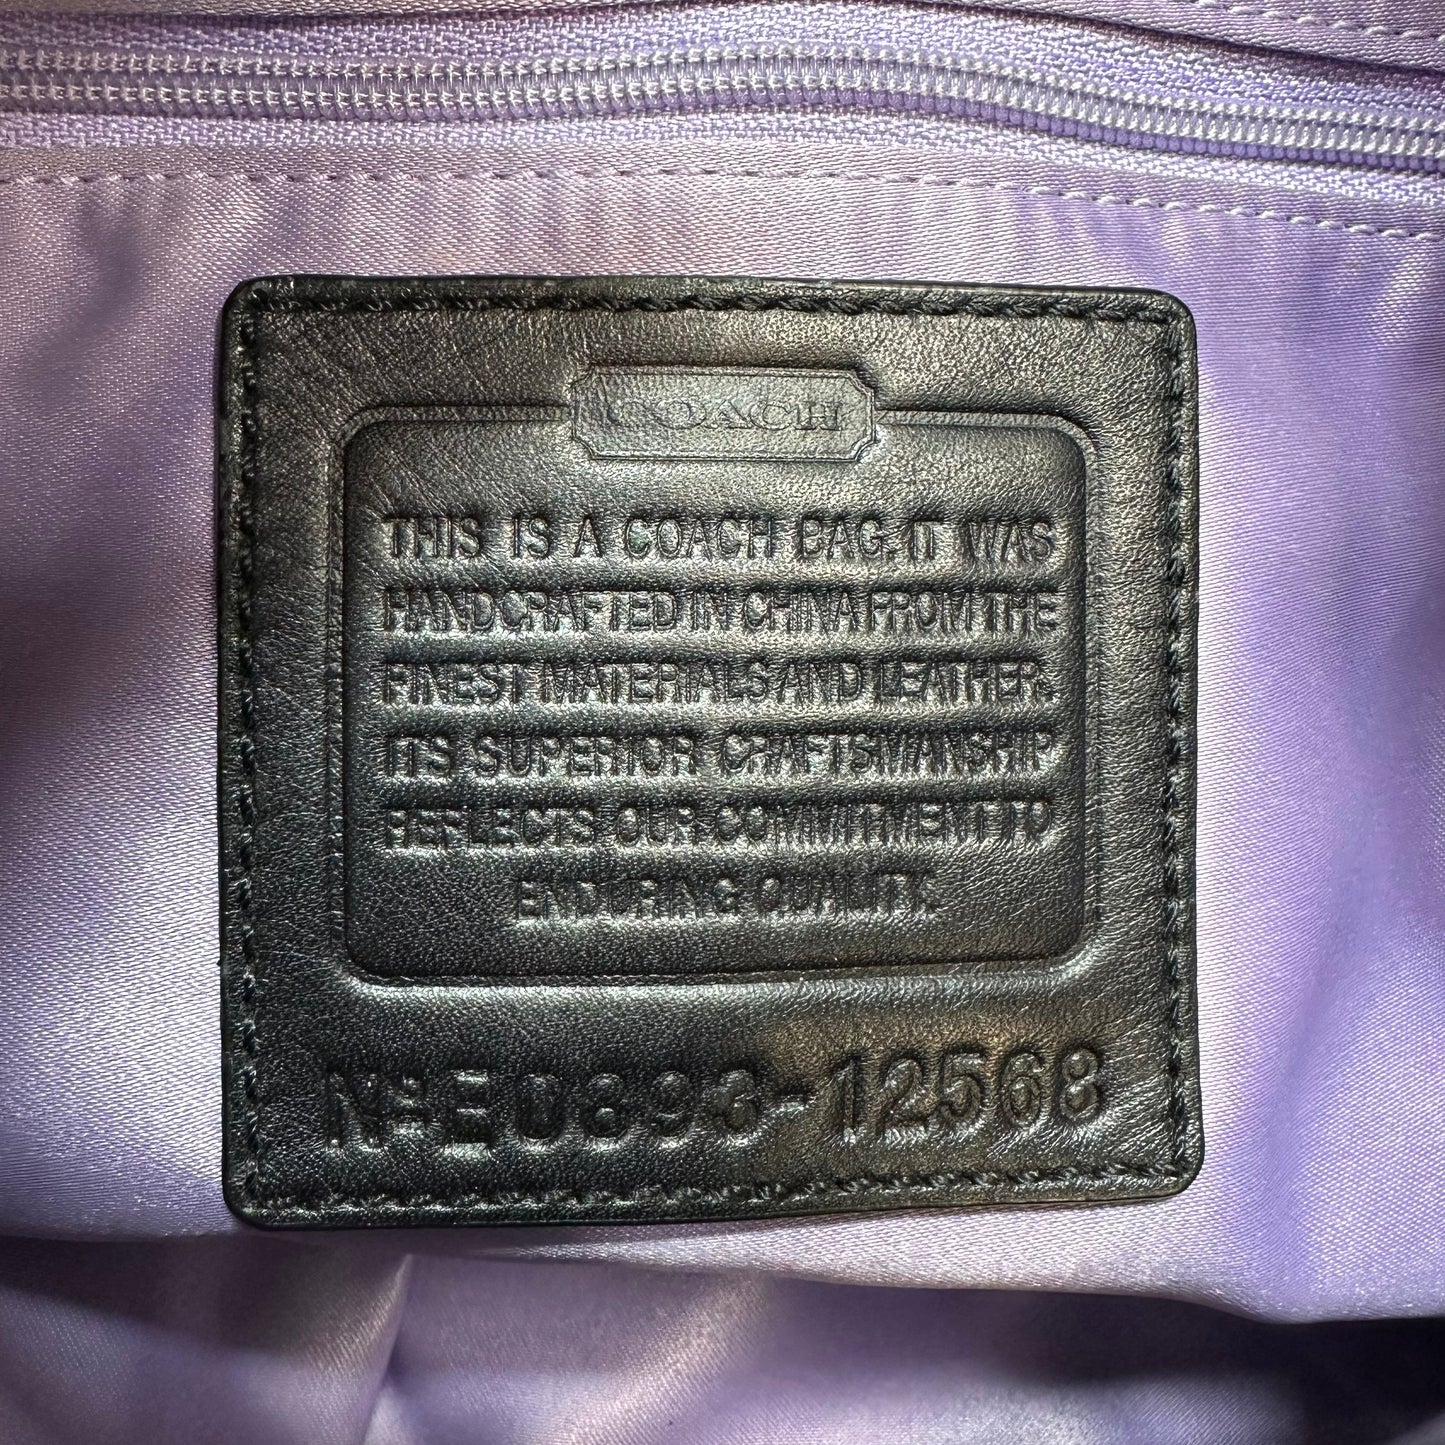 COACH
THIS IS A COACH BAG. IT WAS
HANDCRAFTED IN CHINA FROM THE
FINEST MATERIALS AND LEATHER.
ITS SUPERIOR CRAFTSMANSHIP
REFLECTS OUR COMMITMENT TO
ENDURING QUALITY.
Nº E0893-12568